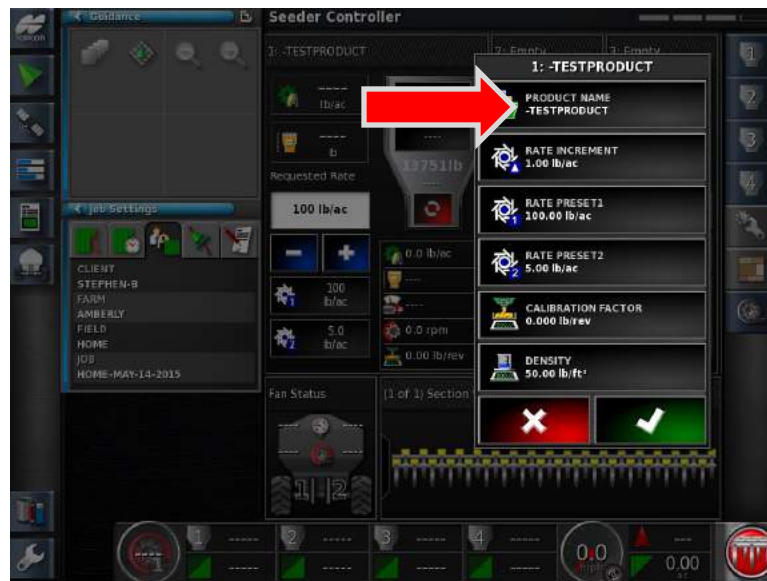 TOPCON
Guidance
Seeder Controller
1: -TESTPRODUCT
2: Empty
3: Empty
----
lb/ac
----
lb
----
13751lb
----
Requested Rate
100 lb/ac
0.0 lb/ac
----
----
0.0 rpm
0.00 lb/rev
1
100
lb/ac
2
5.0
lb/ac
Job Settings
CLIENT
STEPHEN-B
FARM
AMBERLY
FIELD
HOME
JOB
HOME-MAY-14-2015
Fan Status
----
----
1 2
(1 of 1) Section
1: -TESTPRODUCT
PRODUCT NAME
-TESTPRODUCT
RATE INCREMENT
1.00 lb/ac
RATE PRESET1
100.00 lb/ac
RATE PRESET2
5.00 lb/ac
CALIBRATION FACTOR
0.000 lb/rev
DENSITY
50.00 lb/ft³
1
2
3
4
----
1
1 -----
-----
2 -----
-----
3 -----
-----
4 -----
-----
0.0
mph
---
0.00